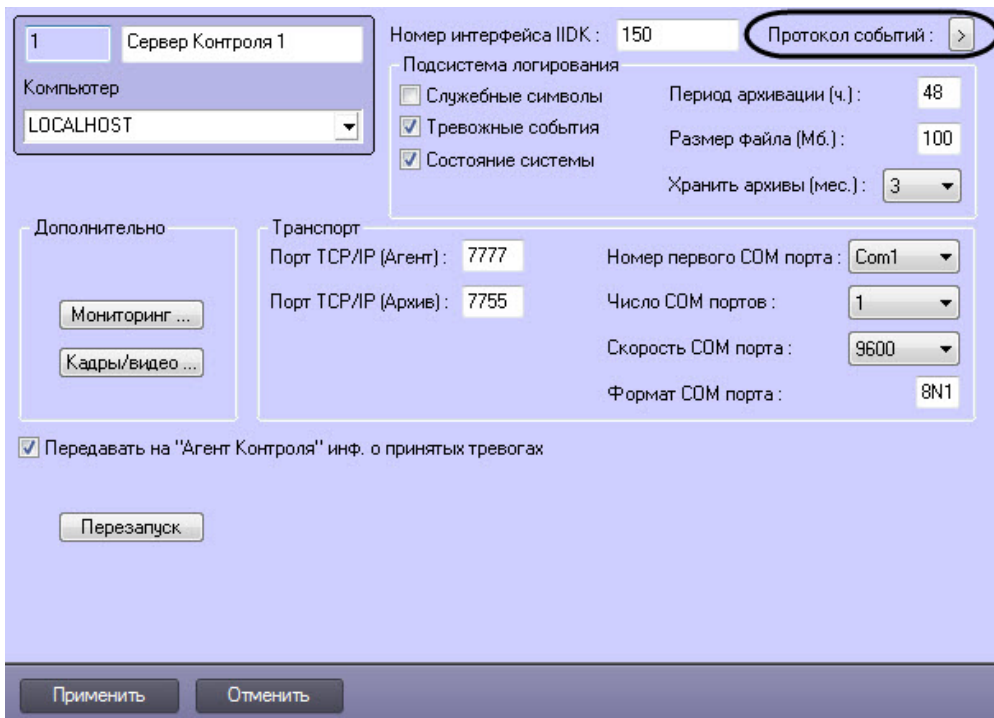 1 Сервер Контроля 1
Компьютер
LOCALHOST
Номер интерфейса IIDK : 150
Протокол событий : >
Подсистема логирования
Служебные символы
Тревожные события
Состояние системы
Период архивации (ч.) : 48
Размер файла (Мб.) : 100
Хранить архивы (мес.) : 3
Дополнительно
Мониторинг ...
Кадры/видео ...
Транспорт
Порт TCP/IP (Агент) : 7777
Порт TCP/IP (Архив) : 7755
Номер первого COM порта : Com1
Число COM портов : 1
Скорость COM порта : 9600
Формат COM порта : 8N1
Передавать на "Агент Контроля" инф. о принятых тревогах
Перезапуск
Применить Отменить